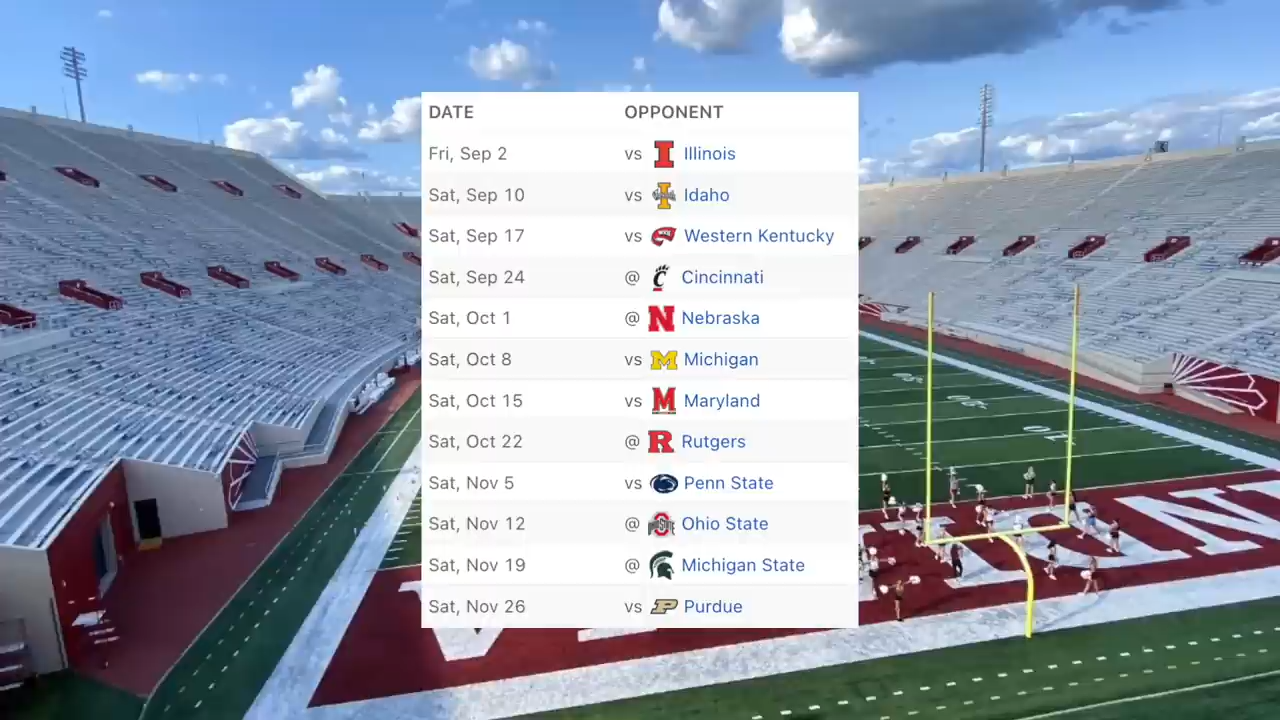 DATE OPPONENT
Fri, Sep 2 vs Illinois
Sat, Sep 10 vs Idaho
Sat, Sep 17 vs Western Kentucky
Sat, Sep 24 @ Cincinnati
Sat, Oct 1 @ Nebraska
Sat, Oct 8 vs Michigan
Sat, Oct 15 vs Maryland
Sat, Oct 22 @ Rutgers
Sat, Nov 5 vs Penn State
Sat, Nov 12 @ Ohio State
Sat, Nov 19 @ Michigan State
Sat, Nov 26 vs Purdue